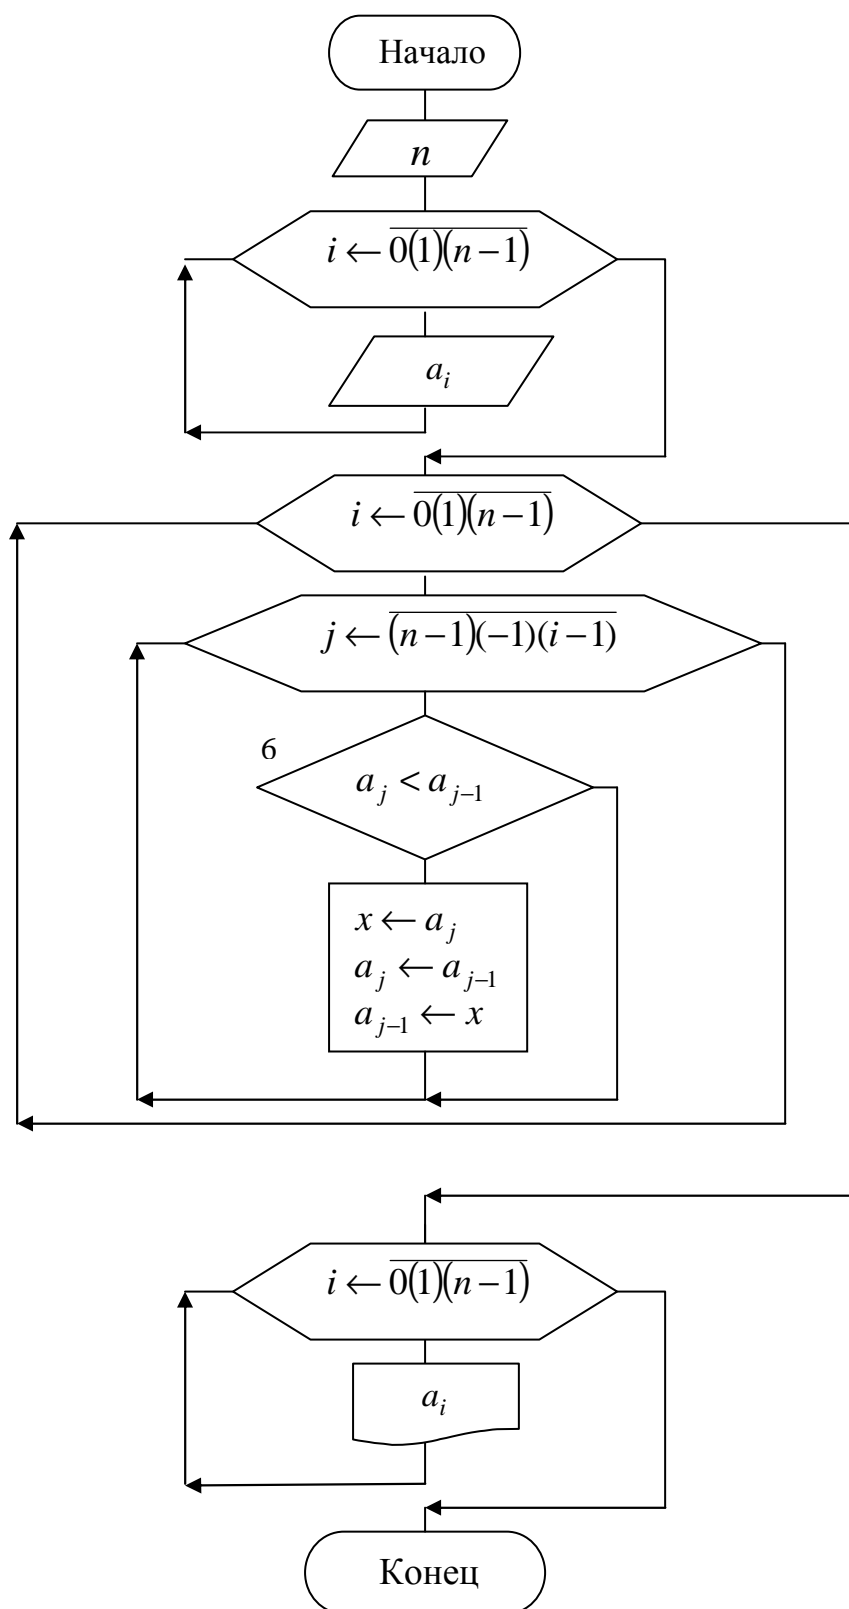 Начало
n
i ← 0(1)(n − 1)
a_i
i ← 0(1)(n − 1)
j ← (n − 1)(−1)(i − 1)
6
a_j < a_{j−1}
x ← a_j
a_j ← a_{j−1}
a_{j−1} ← x
i ← 0(1)(n − 1)
a_i
Конец